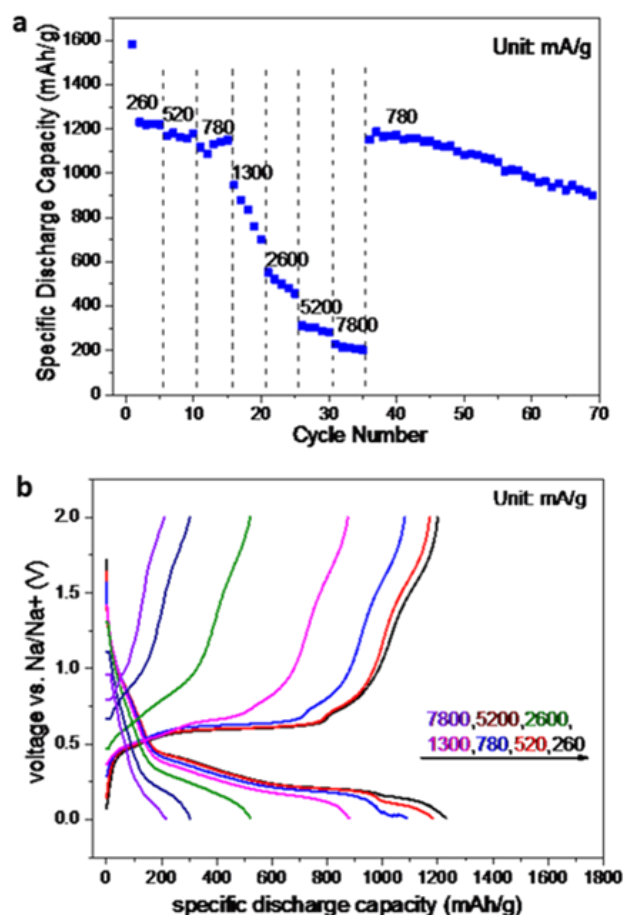 a
Unit: mA/g
Specific Discharge Capacity (mAh/g)
1600
1400
1200
1000
800
600
400
200
0
260
520
780
1300
2600
5200
7800
780
0 10 20 30 40 50 60 70
Cycle Number
b
Unit: mA/g
voltage vs. Na/Na+ (V)
2.0
1.5
1.0
0.5
0.0
7800,5200,2600,
1300,780,520,260
0 200 400 600 800 1000 1200 1400 1600 1800
specific discharge capacity (mAh/g)